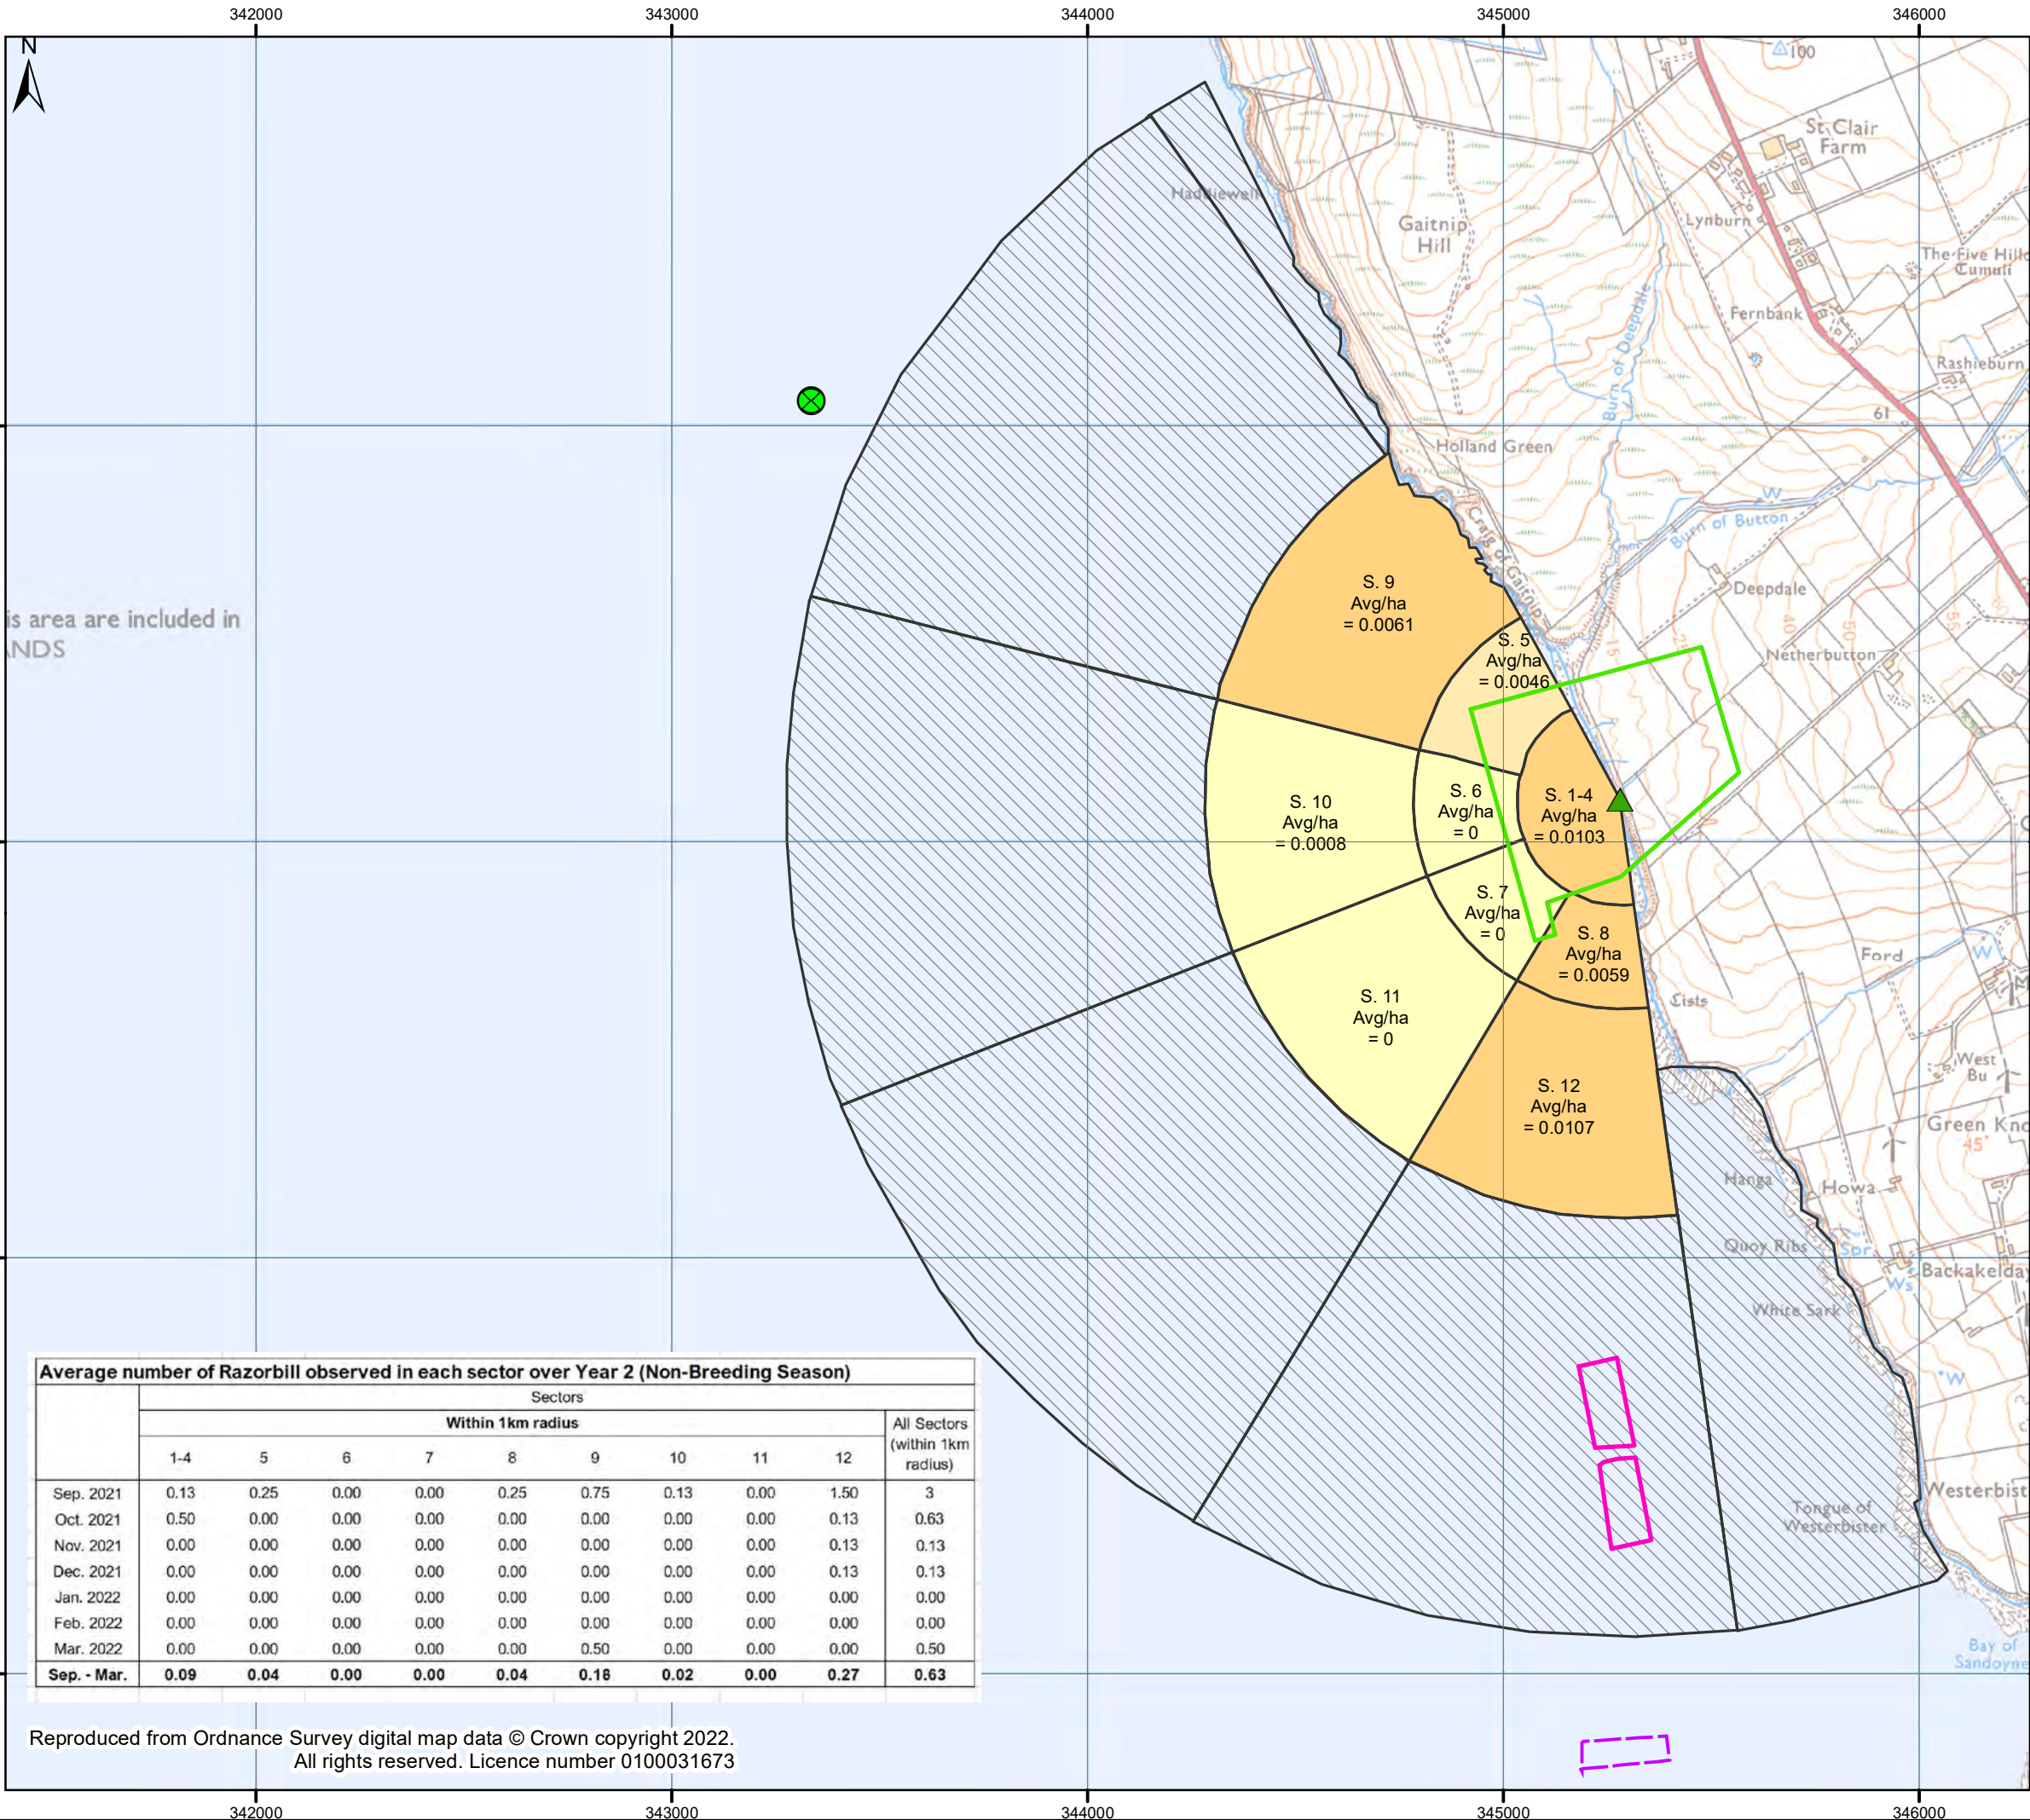 342000 343000 344000 345000 346000
N
100
St Clair
Farm
Haddiewell
Gaitnip
Hill
Lynburn
Burn of Deepdale
Fernbank
Rashieburn
61
Holland Green
W
Burn of Button
Craig of Gaitnip
Deepdale
is area are included in
NDS
S. 9
Avg/ha
= 0.0061
S. 5
Avg/ha
= 0.0046
15
40
50
55
60
Netherbutton
S. 10
Avg/ha
= 0.0008
S. 6
Avg/ha
= 0
S. 1-4
Avg/ha
= 0.0103
S. 7
Avg/ha
= 0
S. 8
Avg/ha
= 0.0059
Ford
W
Cists
S. 11
Avg/ha
= 0
S. 12
Avg/ha
= 0.0107
West
Bu
Green Kno
45
Hanga
Howa
Quoy Ribs
Spr
Backakelday
Ws
White Sark
W
Westerbist
Tongue of
Westerbister
Bay of
Sandoyne
Average number of Razorbill observed in each sector over Year 2 (Non-Breeding Season)
Sectors
Within 1km radius All Sectors (within 1km radius)
1-4 5 6 7 8 9 10 11 12
Sep. 2021 0.13 0.25 0.00 0.00 0.25 0.75 0.13 0.00 1.50 3
Oct. 2021 0.50 0.00 0.00 0.00 0.00 0.00 0.00 0.00 0.13 0.63
Nov. 2021 0.00 0.00 0.00 0.00 0.00 0.00 0.00 0.00 0.13 0.13
Dec. 2021 0.00 0.00 0.00 0.00 0.00 0.00 0.00 0.00 0.13 0.13
Jan. 2022 0.00 0.00 0.00 0.00 0.00 0.00 0.00 0.00 0.00 0.00
Feb. 2022 0.00 0.00 0.00 0.00 0.00 0.00 0.00 0.00 0.00 0.00
Mar. 2022 0.00 0.00 0.00 0.00 0.00 0.50 0.00 0.00 0.00 0.50
Sep. - Mar. 0.09 0.04 0.00 0.00 0.04 0.18 0.02 0.00 0.27 0.63
Reproduced from Ordnance Survey digital map data © Crown copyright 2022.
All rights reserved. Licence number 0100031673
342000 343000 344000 345000 346000